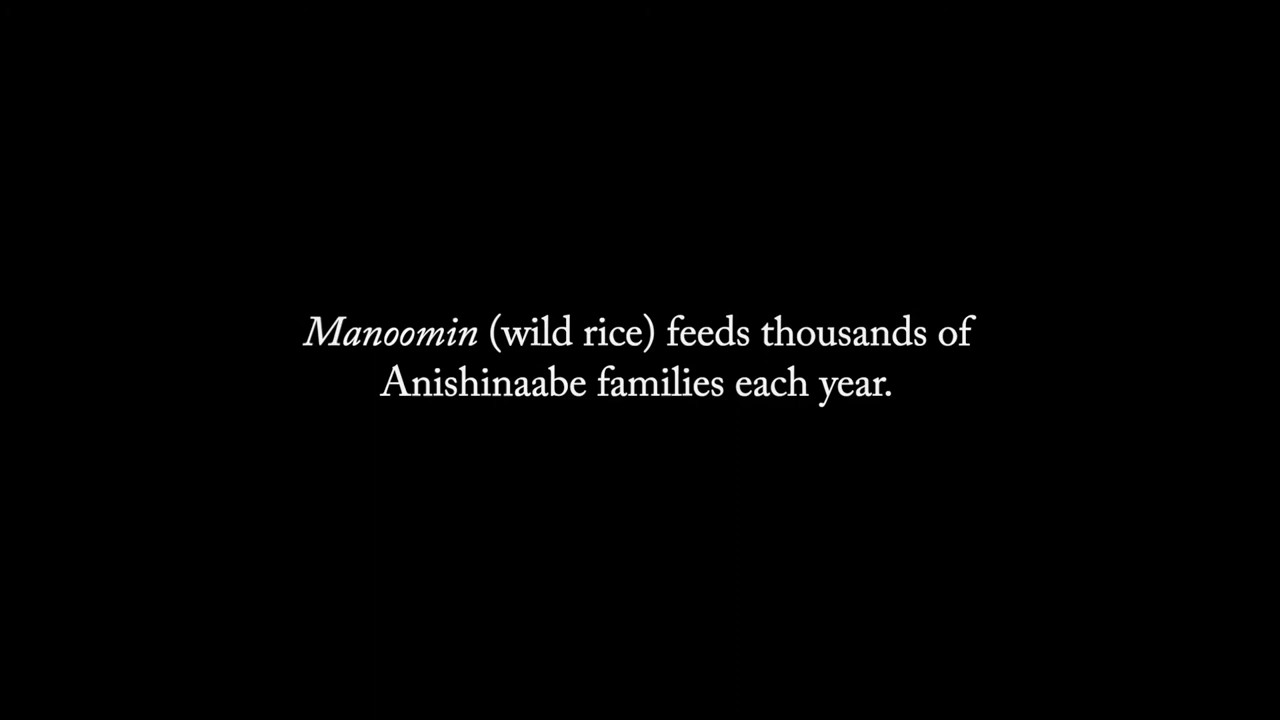 Manoomin (wild rice) feeds thousands of
Anishinaabe families each year.